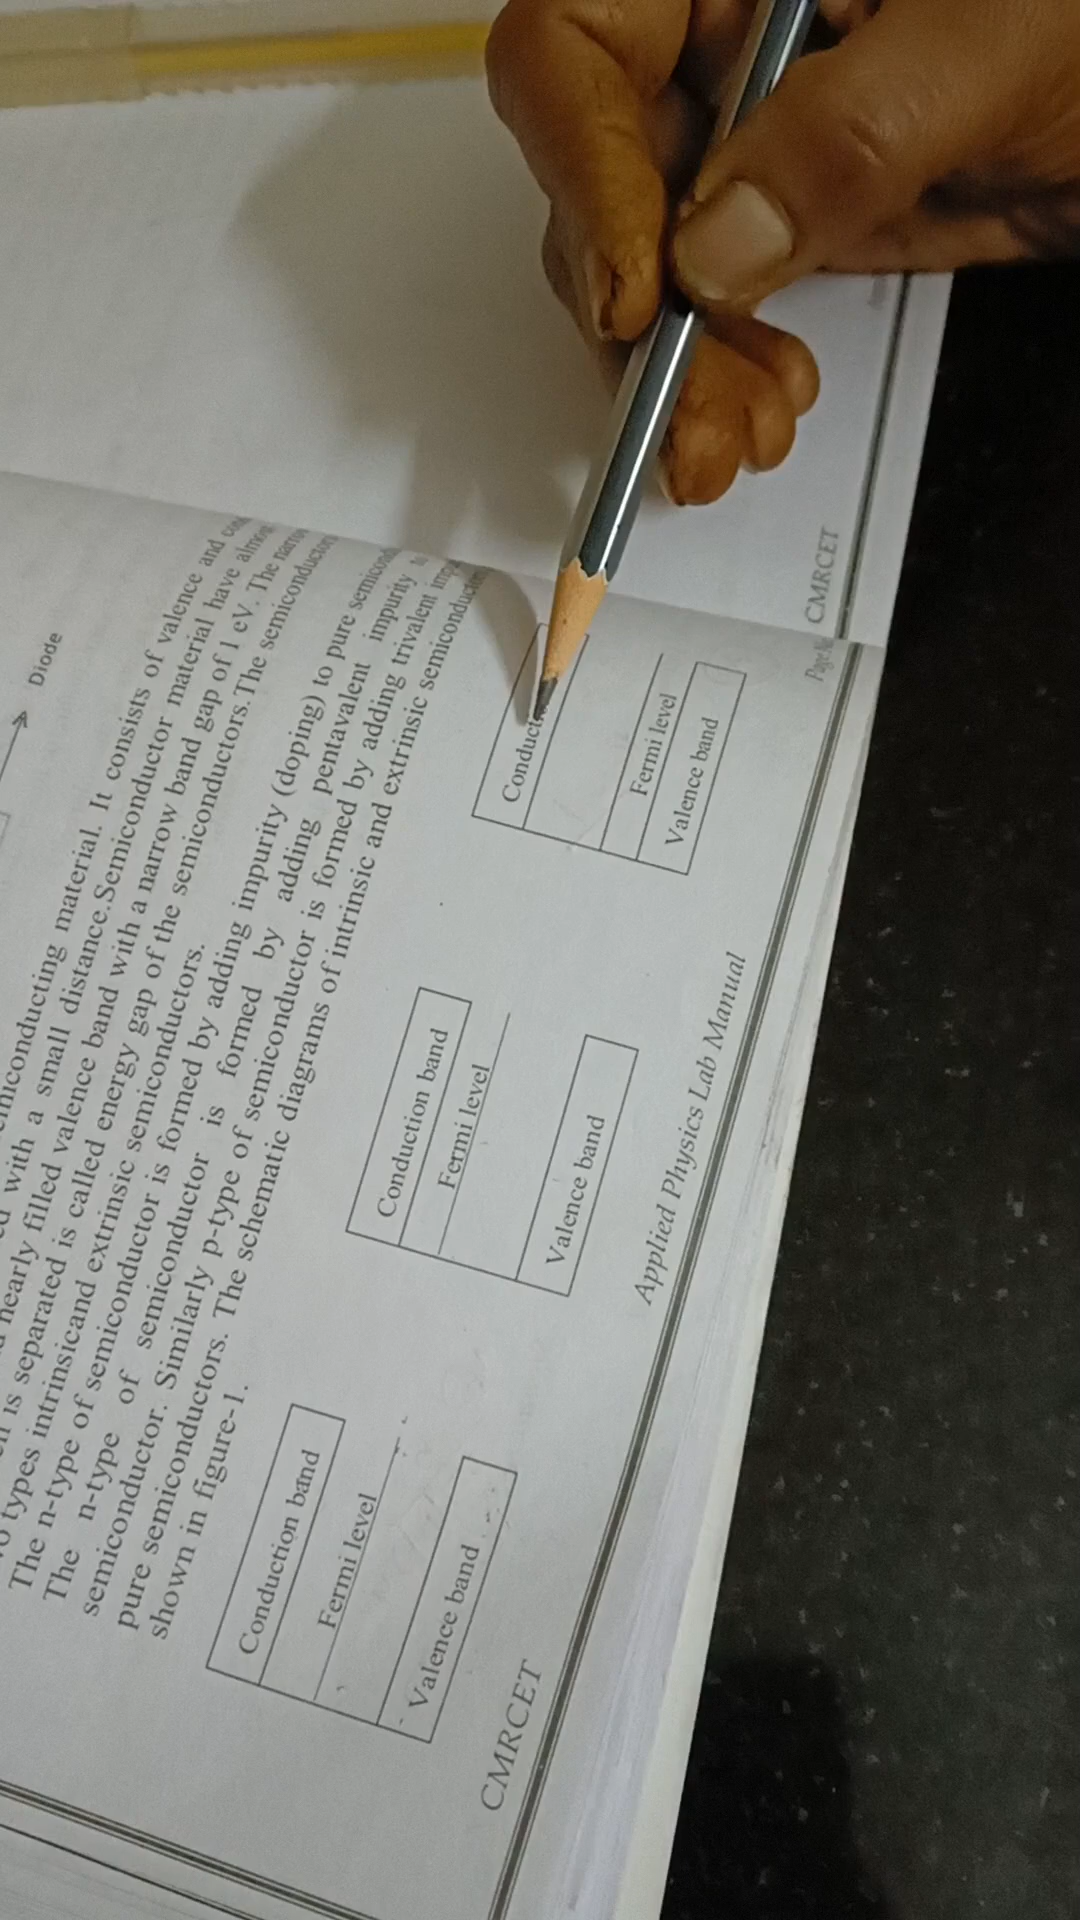 Diode
miconducting material. It consists of valence and
with a small distance.Semiconductor material have almost
nearly filled valence band with a narrow band gap of 1 eV. The narrow
is separated is called energy gap of the semiconductors.The semiconductors
types intrinsicand extrinsic semiconductors.
The n-type of semiconductor is formed by adding impurity (doping) to pure
The n-type of semiconductor is formed by adding pentavalent impurity
semiconductor. Similarly p-type of semiconductor is formed by adding trivalent
pure semiconductors. The schematic diagrams of intrinsic and extrinsic semiconductors
shown in figure-1.
Conduction band
Fermi level
Valence band
Conduction band
Fermi level
Valence band
Conduct
Fermi level
Valence band
CMRCET
Applied Physics Lab Manual
Page
CMRCET